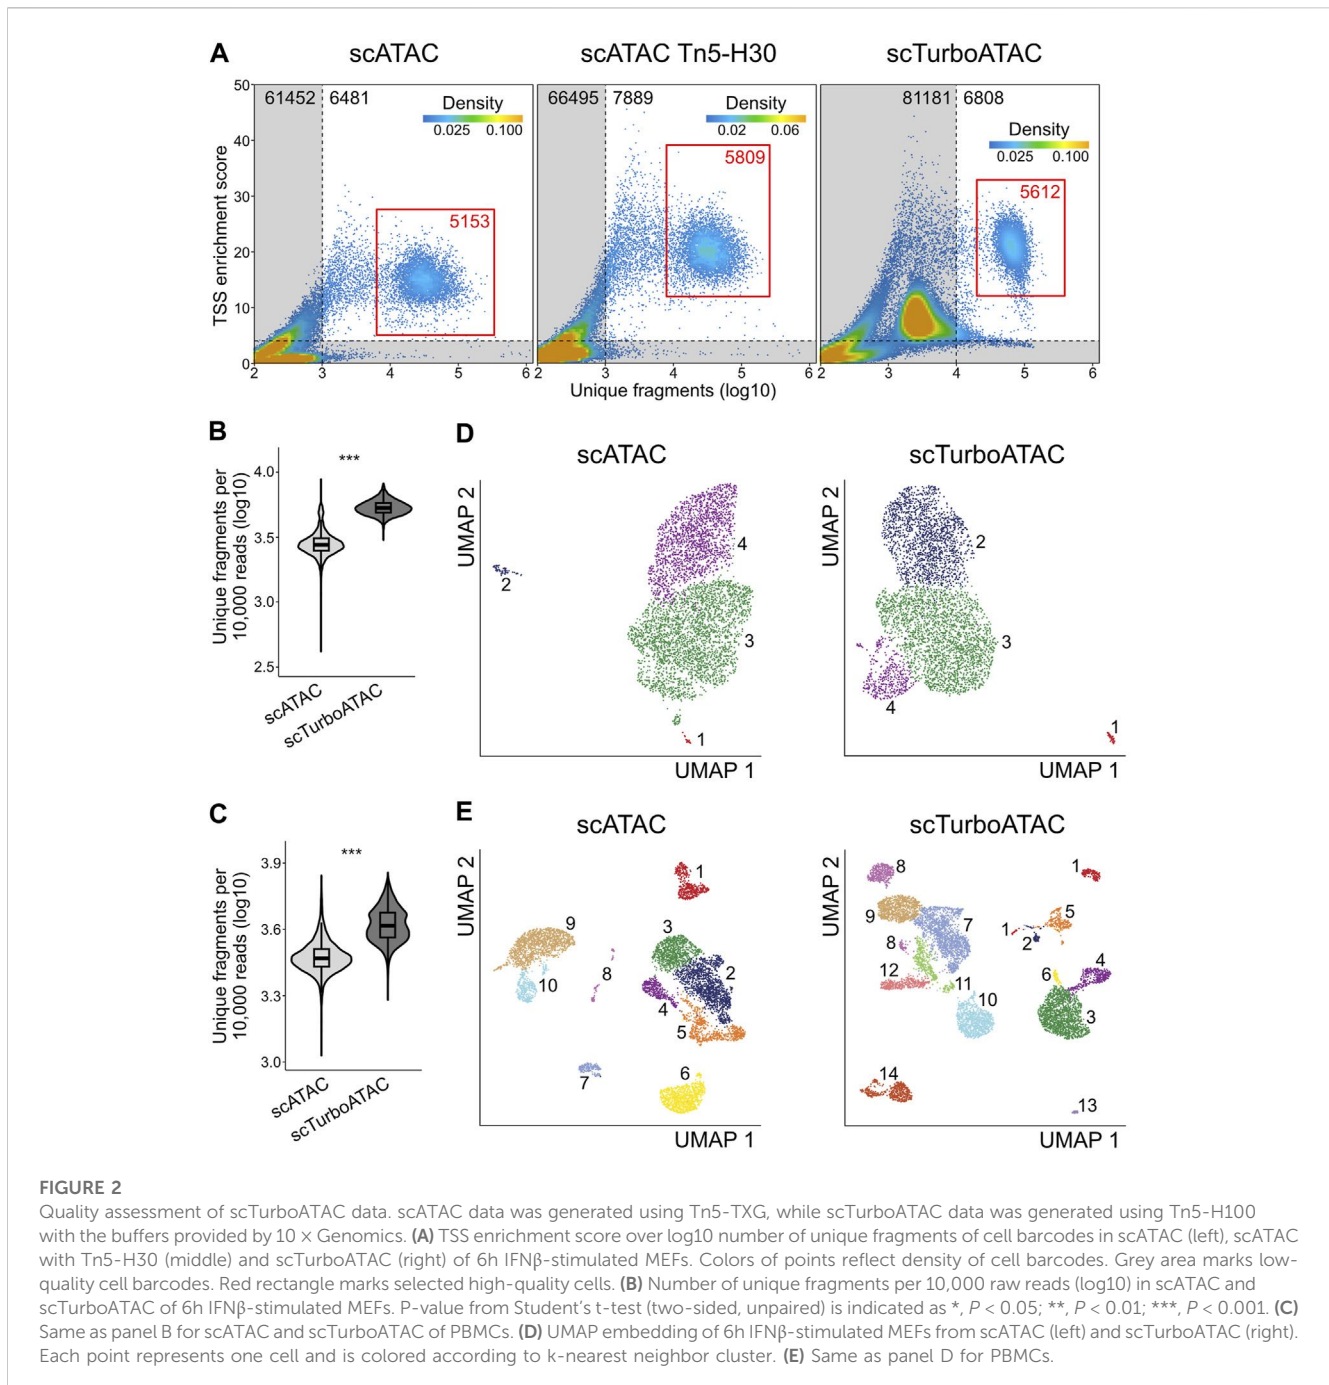 A
scATAC
scATAC Tn5-H30
scTurboATAC
TSS enrichment score
50
40
30
20
10
0
61452
6481
Density
0.025 0.100
5153
66495
7889
Density
0.02 0.06
5809
81181
6808
Density
0.025 0.100
5612
2 3 4 5 6
2 3 4 5 6
2 3 4 5 6
Unique fragments (log10)
B
Unique fragments per
10,000 reads (log10)
4.0
3.5
3.0
2.5
***
scATAC
scTurboATAC
D
scATAC
UMAP 2
4
2
3
1
UMAP 1
scTurboATAC
UMAP 2
2
3
4
1
UMAP 1
C
Unique fragments per
10,000 reads (log10)
3.9
3.6
3.3
3.0
***
scATAC
scTurboATAC
E
scATAC
UMAP 2
1
9
3
2
8
10
4
5
7
6
UMAP 1
scTurboATAC
UMAP 2
8
1
9
7
5
1
2
8
4
6
12
11
10
3
14
13
UMAP 1
FIGURE 2
Quality assessment of scTurboATAC data. scATAC data was generated using Tn5-TXG, while scTurboATAC data was generated using Tn5-H100
with the buffers provided by 10 × Genomics. (A) TSS enrichment score over log10 number of unique fragments of cell barcodes in scATAC (left), scATAC
with Tn5-H30 (middle) and scTurboATAC (right) of 6h IFNβ-stimulated MEFs. Colors of points reflect density of cell barcodes. Grey area marks low-
quality cell barcodes. Red rectangle marks selected high-quality cells. (B) Number of unique fragments per 10,000 raw reads (log10) in scATAC and
scTurboATAC of 6h IFNβ-stimulated MEFs. P-value from Student's t-test (two-sided, unpaired) is indicated as *, P < 0.05; **, P < 0.01; ***, P < 0.001. (C)
Same as panel B for scATAC and scTurboATAC of PBMCs. (D) UMAP embedding of 6h IFNβ-stimulated MEFs from scATAC (left) and scTurboATAC (right).
Each point represents one cell and is colored according to k-nearest neighbor cluster. (E) Same as panel D for PBMCs.